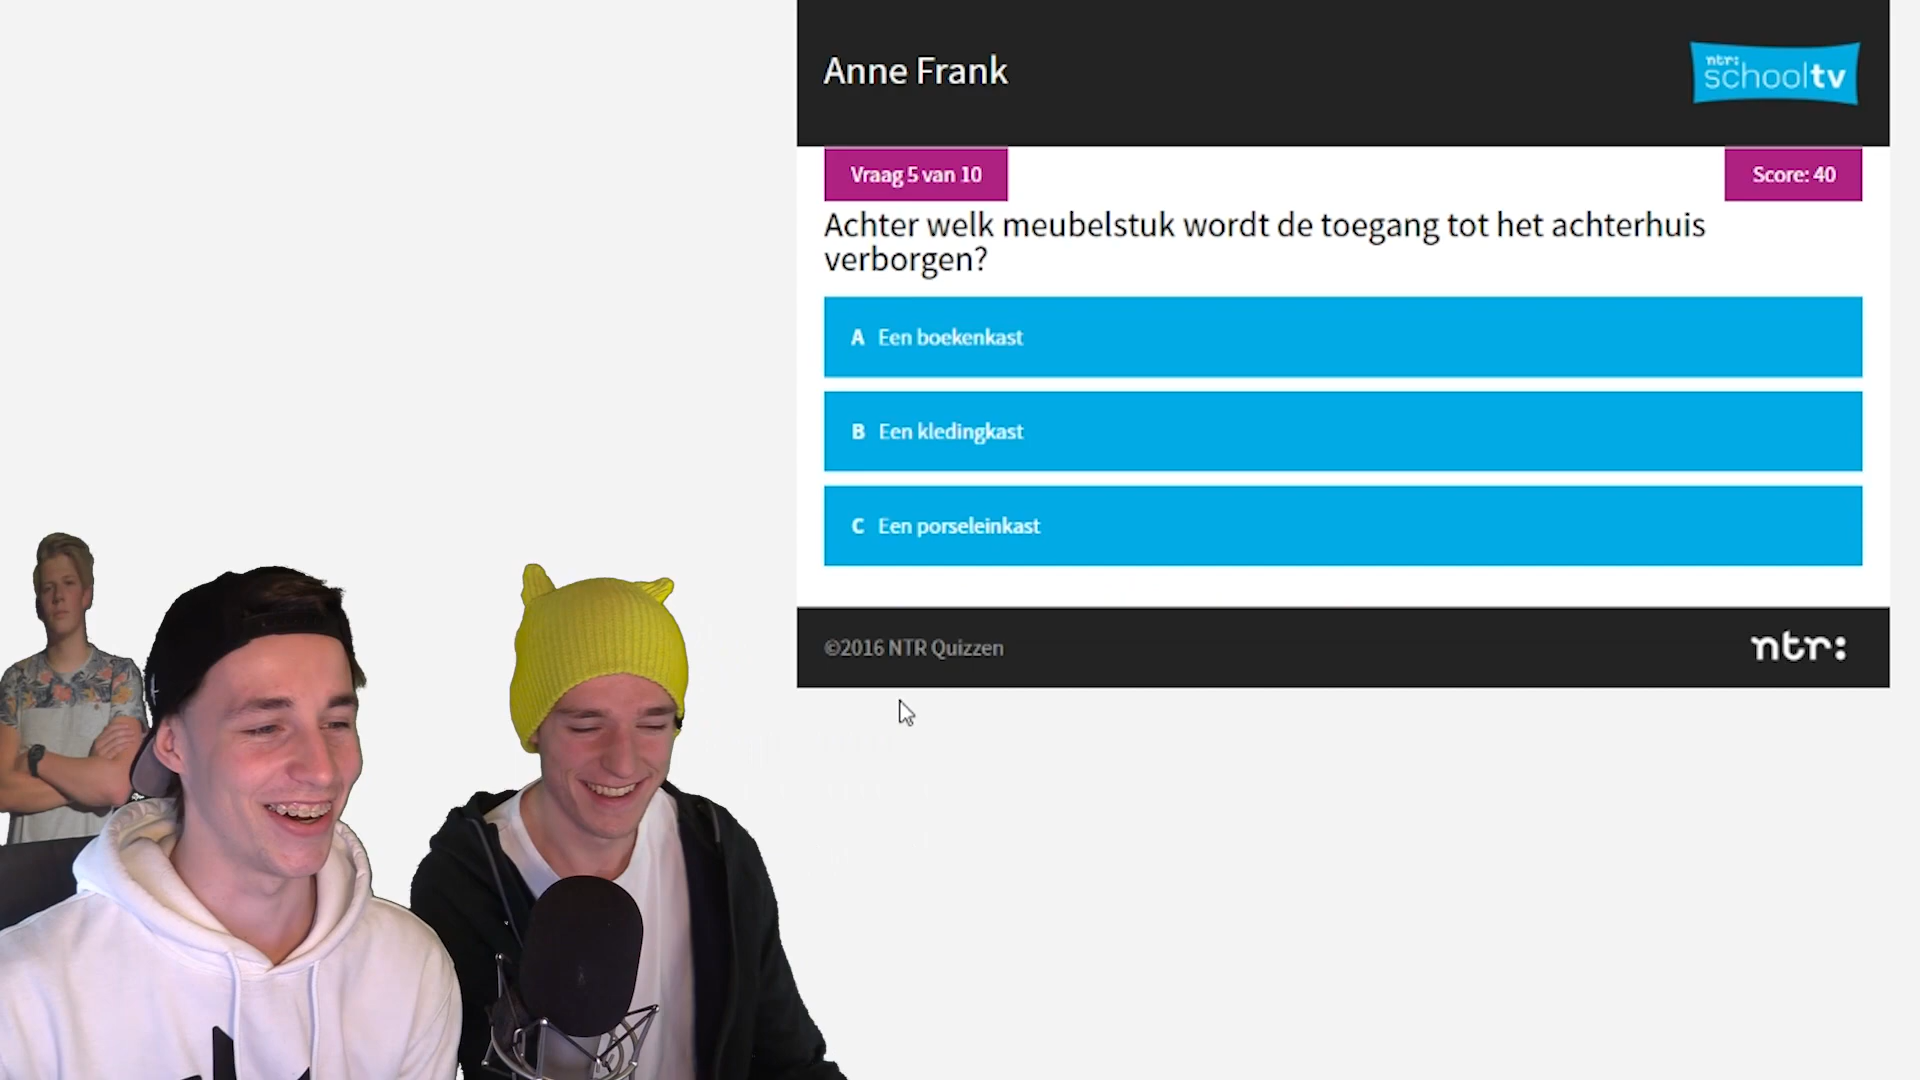 Anne Frank
ntr:
schooltv
Vraag 5 van 10
Score: 40
Achter welk meubelstuk wordt de toegang tot het achterhuis
verborgen?
A Een boekenkast
B Een kledingkast
C Een porseleinkast
©2016 NTR Quizzen
ntr: